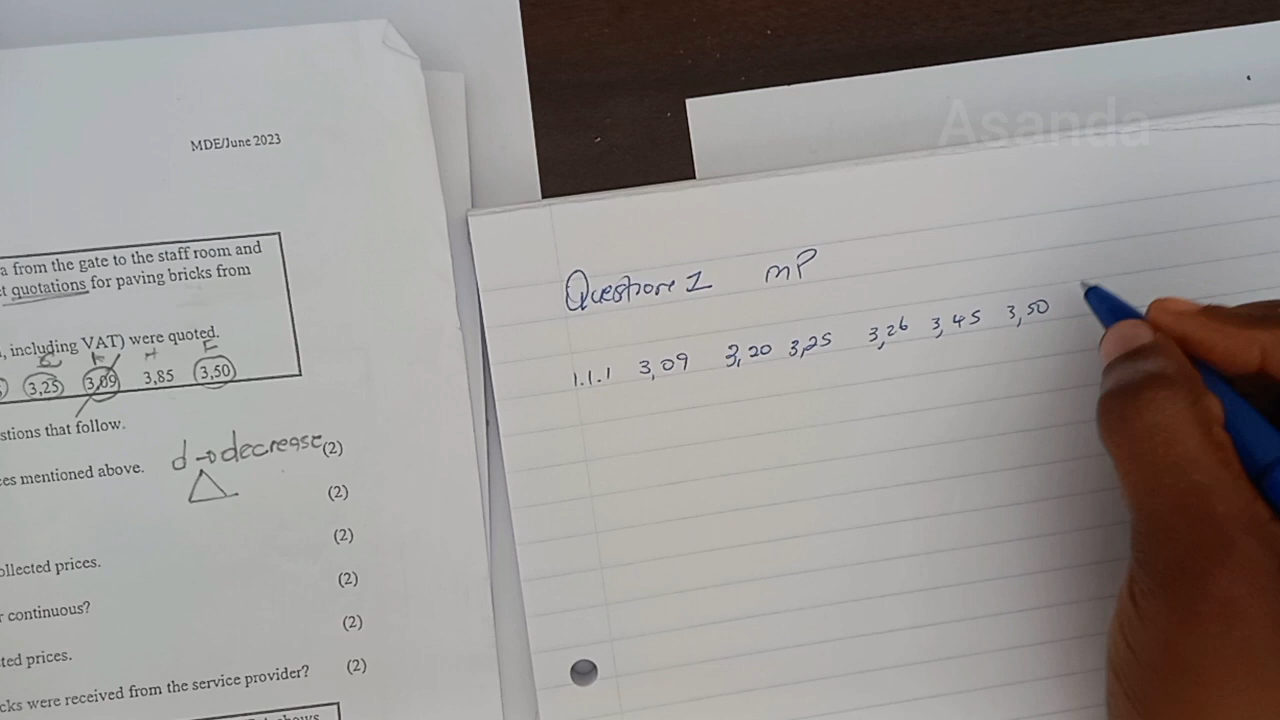 MDE/June 2023
a from the gate to the staff room and
t quotations for paving bricks from
, including VAT) were quoted.
3,25 3,09 3,85 3,50
stions that follow.
ces mentioned above. (2)
d → decrease
(2)
(2)
ollected prices. (2)
r continuous? (2)
ted prices.
cks were received from the service provider? (2)
Asanda
Question 1 MP
1.1.1 3,09 3,20 3,25 3,26 3,45 3,50